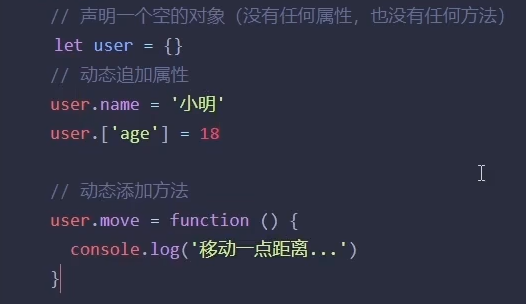 // 声明一个空的对象（没有任何属性，也没有任何方法）
let user = {}
// 动态追加属性
user.name = '小明'
user.['age'] = 18
// 动态添加方法
user.move = function () {
console.log('移动一点距离...')
}